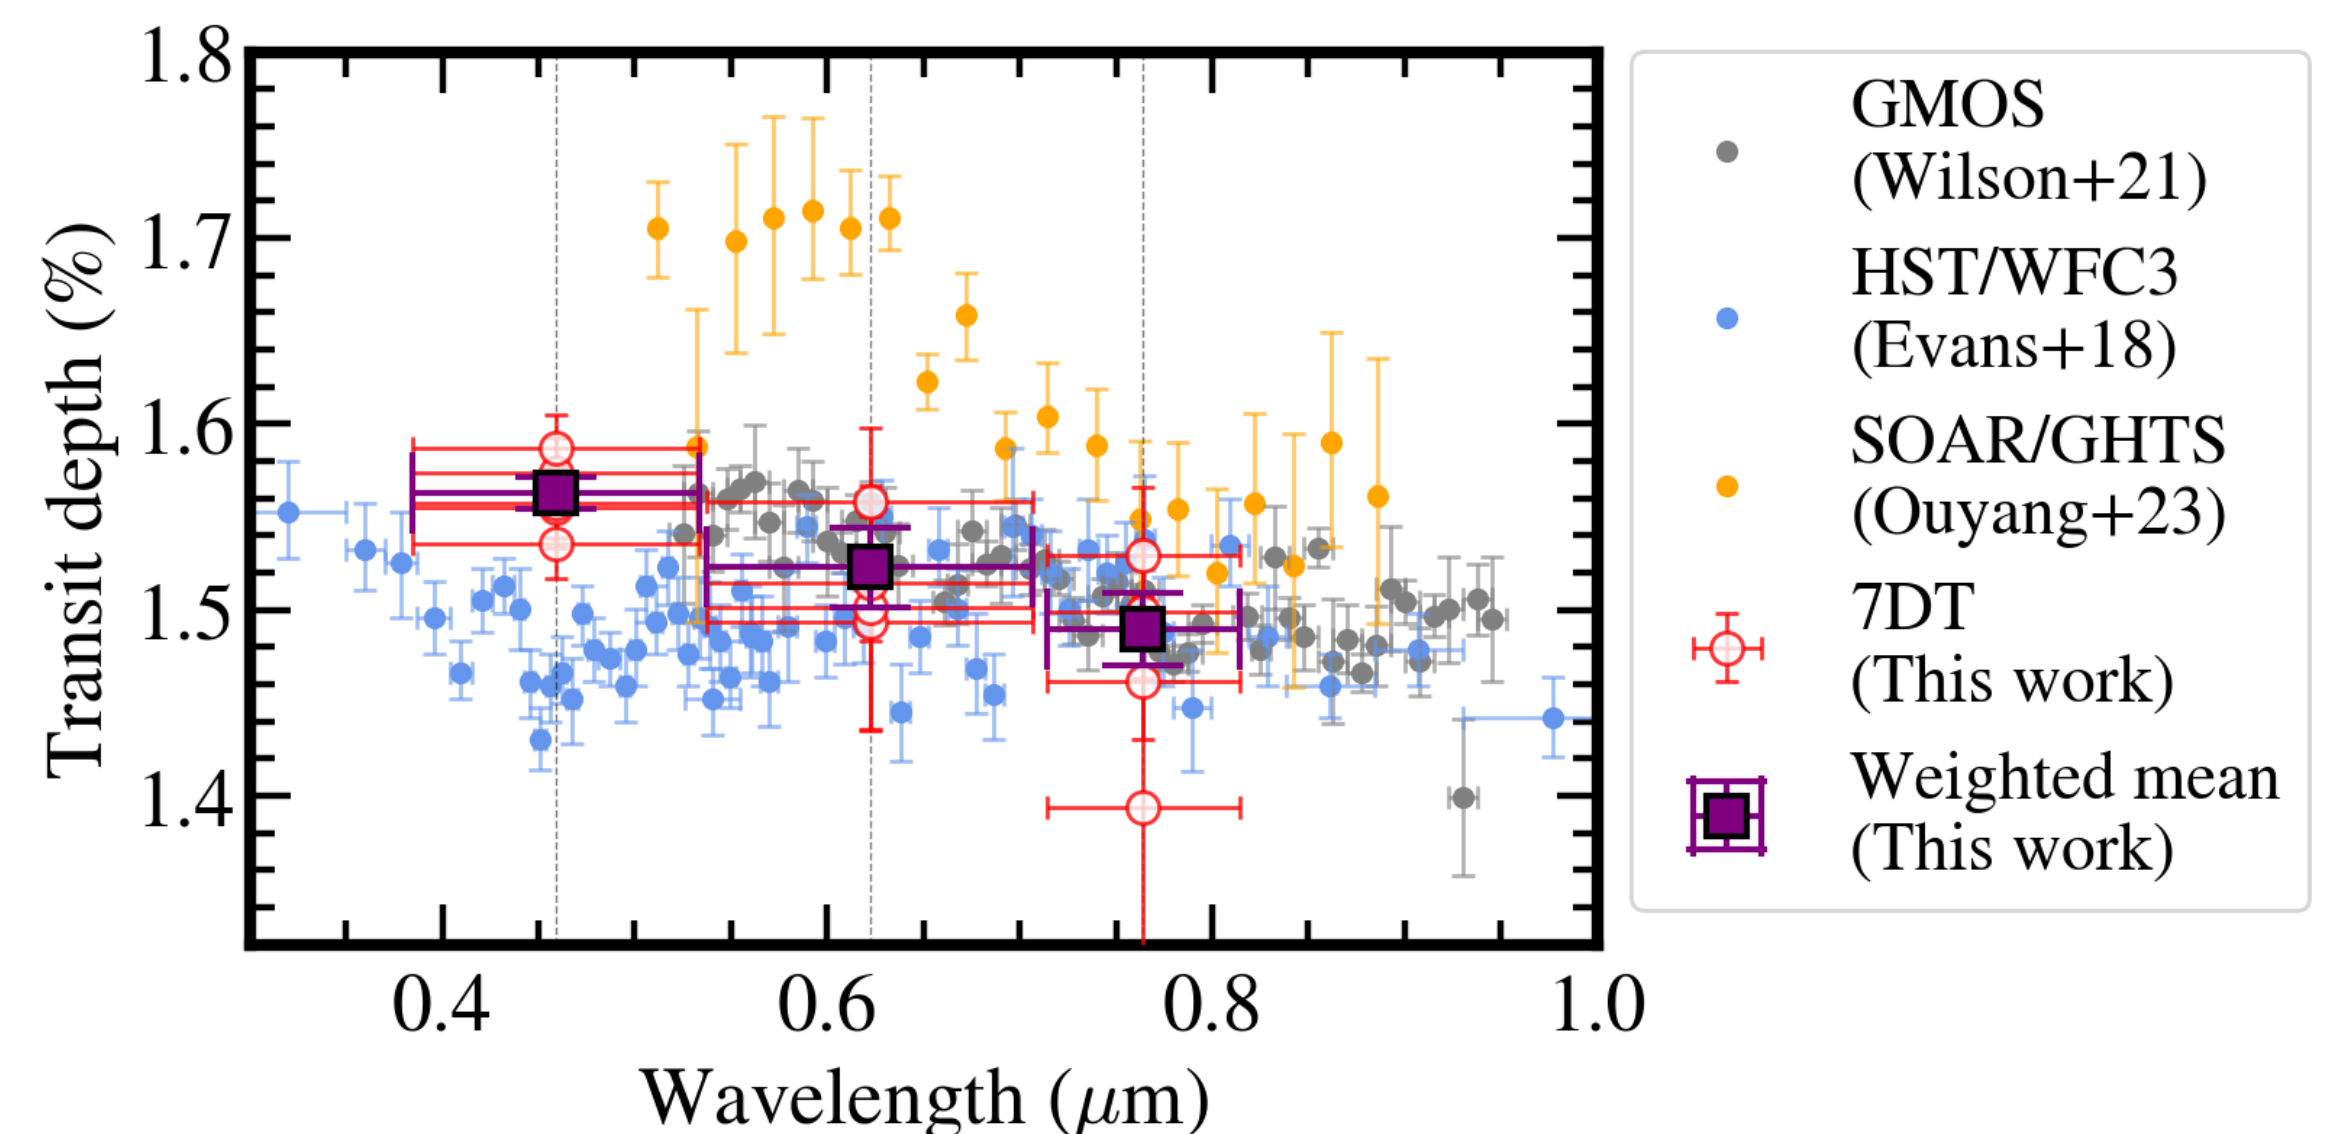 1.8
1.7
1.6
1.5
1.4
Transit depth (%)
0.4 0.6 0.8 1.0
Wavelength (μm)
GMOS
(Wilson+21)
HST/WFC3
(Evans+18)
SOAR/GHTS
(Ouyang+23)
7DT
(This work)
Weighted mean
(This work)